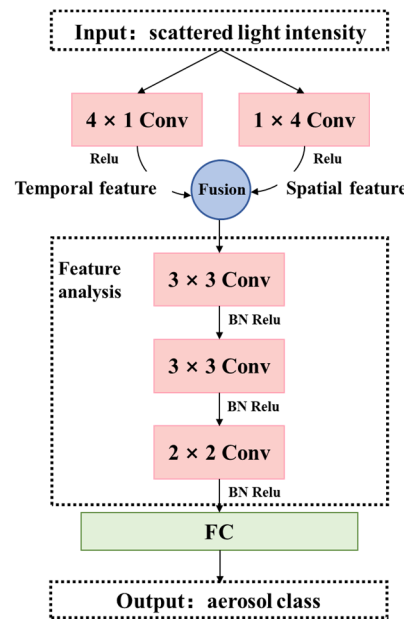 Input：scattered light intensity
4 × 1 Conv
1 × 4 Conv
Relu
Relu
Temporal feature
Fusion
Spatial feature
Feature
analysis
3 × 3 Conv
BN Relu
3 × 3 Conv
BN Relu
2 × 2 Conv
BN Relu
FC
Output：aerosol class